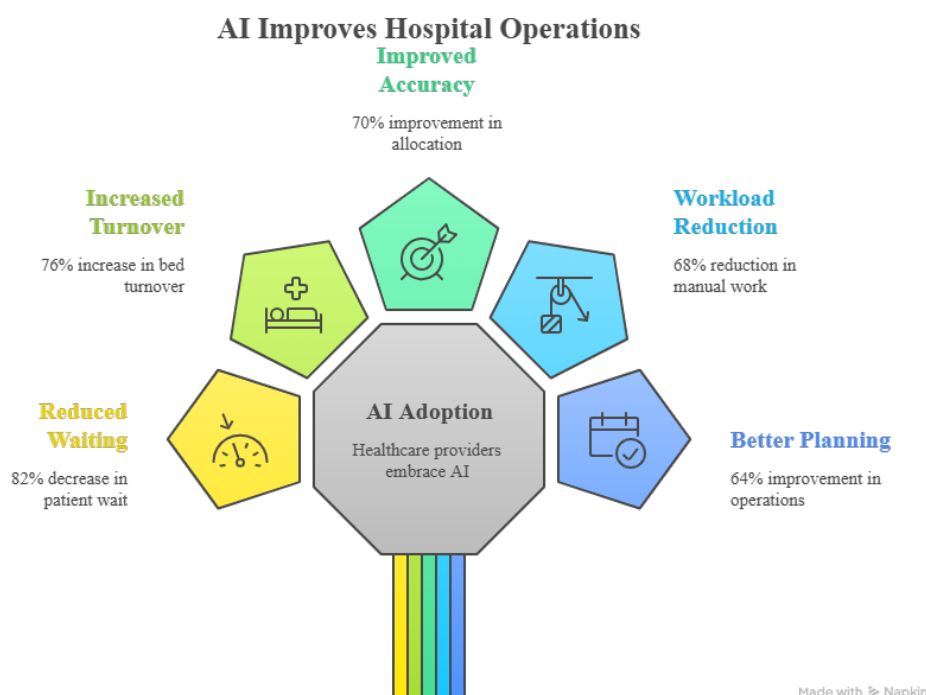 AI Improves Hospital Operations
Improved
Accuracy
70% improvement in
allocation
Increased
Turnover
76% increase in bed
turnover
Workload
Reduction
68% reduction in
manual work
Reduced
Waiting
82% decrease in
patient wait
AI Adoption
Healthcare providers
embrace AI
Better Planning
64% improvement in
operations
Made with Napkin